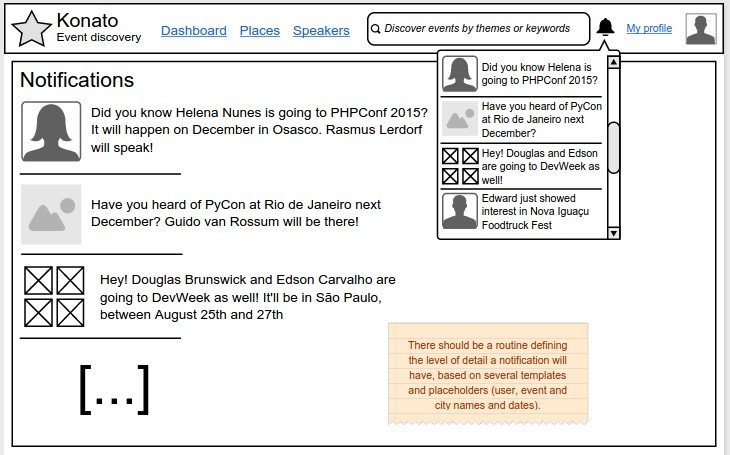 Konato
Event discovery
Dashboard Places Speakers
Discover events by themes or keywords
My profile
Notifications
Did you know Helena Nunes is going to PHPConf 2015?
It will happen on December in Osasco. Rasmus Lerdorf
will speak!
Have you heard of PyCon at Rio de Janeiro next
December? Guido van Rossum will be there!
Hey! Douglas Brunswick and Edson Carvalho are
going to DevWeek as well! It'll be in São Paulo,
between August 25th and 27th
[...]
Did you know Helena is
going to PHPConf 2015?
Have you heard of PyCon
at Rio de Janeiro next
December?
Hey! Douglas and Edson
are going to DevWeek as
well!
Edward just showed
interest in Nova Iguaçu
Foodtruck Fest
There should be a routine defining
the level of detail a notification will
have, based on several templates
and placeholders (user, event and
city names and dates).